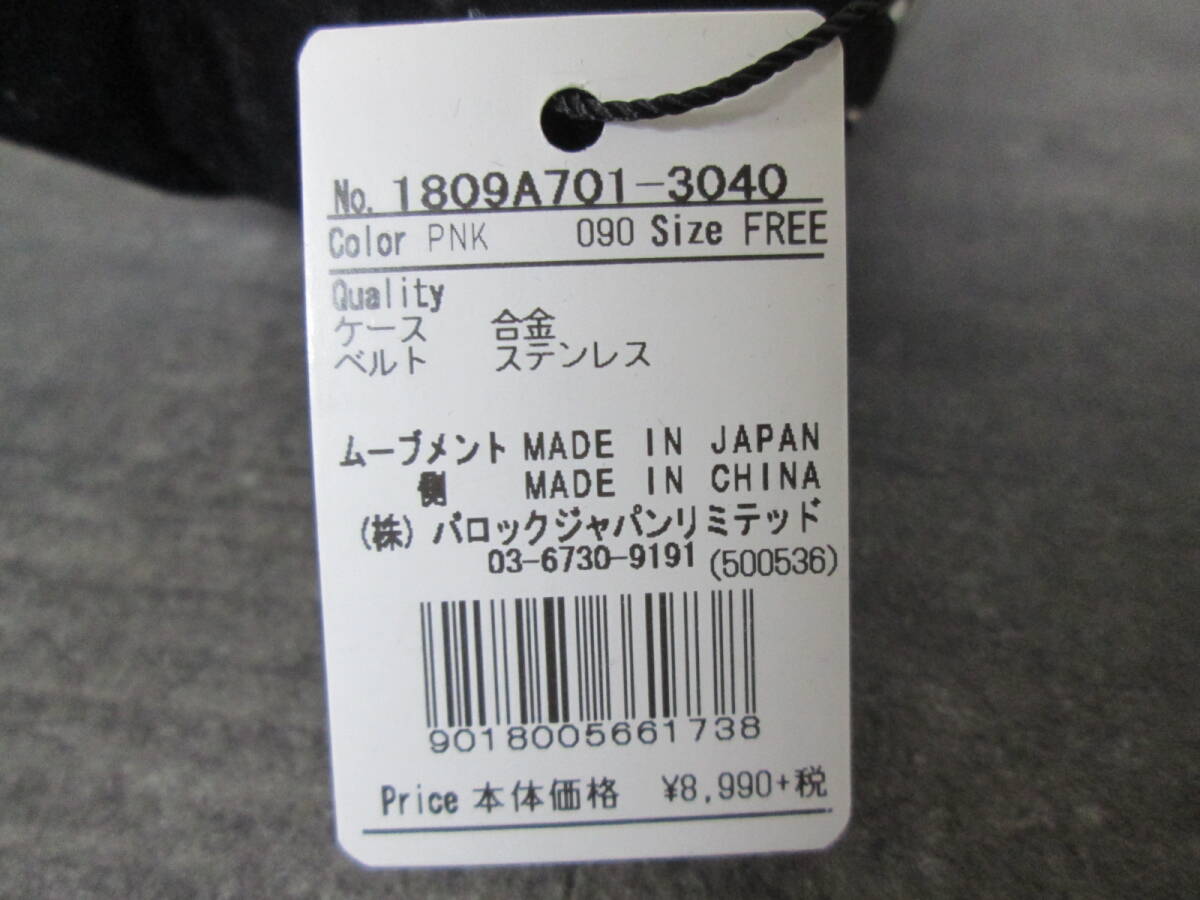 No. 1809A701-3040
Color PNK 090 Size FREE
Quality
ケース 合金
ベルト ステンレス
ムーブメント MADE IN JAPAN
側 MADE IN CHINA
(株) バロックジャパンリミテッド
03-6730-9191 (500536)
9018005661738
Price 本体価格 ¥8,990+税